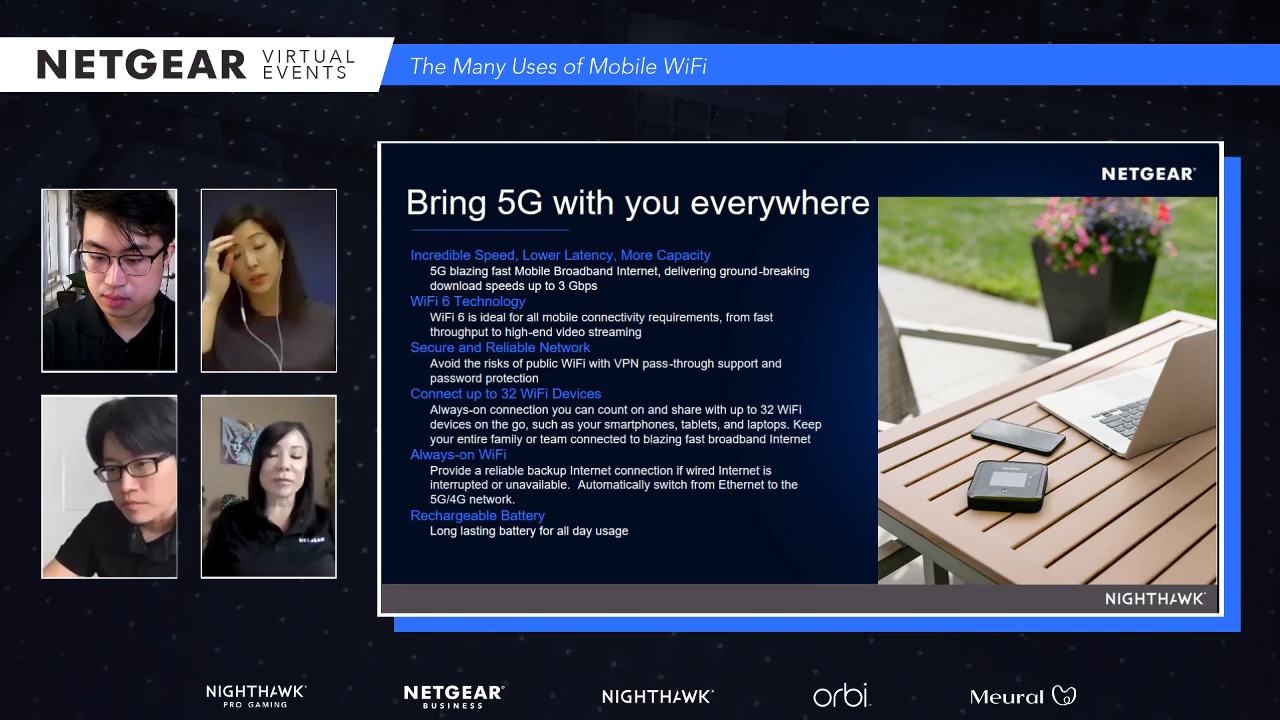 NETGEAR
VIRTUAL
EVENTS
The Many Uses of Mobile WiFi
NETGEAR
Bring 5G with you everywhere
Incredible Speed, Lower Latency, More Capacity
5G blazing fast Mobile Broadband Internet, delivering ground-breaking
download speeds up to 3 Gbps
WiFi 6 Technology
WiFi 6 is ideal for all mobile connectivity requirements, from fast
throughput to high-end video streaming
Secure and Reliable Network
Avoid the risks of public WiFi with VPN pass-through support and
password protection
Connect up to 32 WiFi Devices
Always-on connection you can count on and share with up to 32 WiFi
devices on the go, such as your smartphones, tablets, and laptops. Keep
your entire family or team connected to blazing fast broadband Internet
Always-on WiFi
Provide a reliable backup Internet connection if wired Internet is
interrupted or unavailable. Automatically switch from Ethernet to the
5G/4G network.
Rechargeable Battery
Long lasting battery for all day usage
NETGEAR
NIGHTHAWK
NIGHTHAWK
PRO GAMING
NETGEAR
BUSINESS
NIGHTHAWK
orbi
Meural